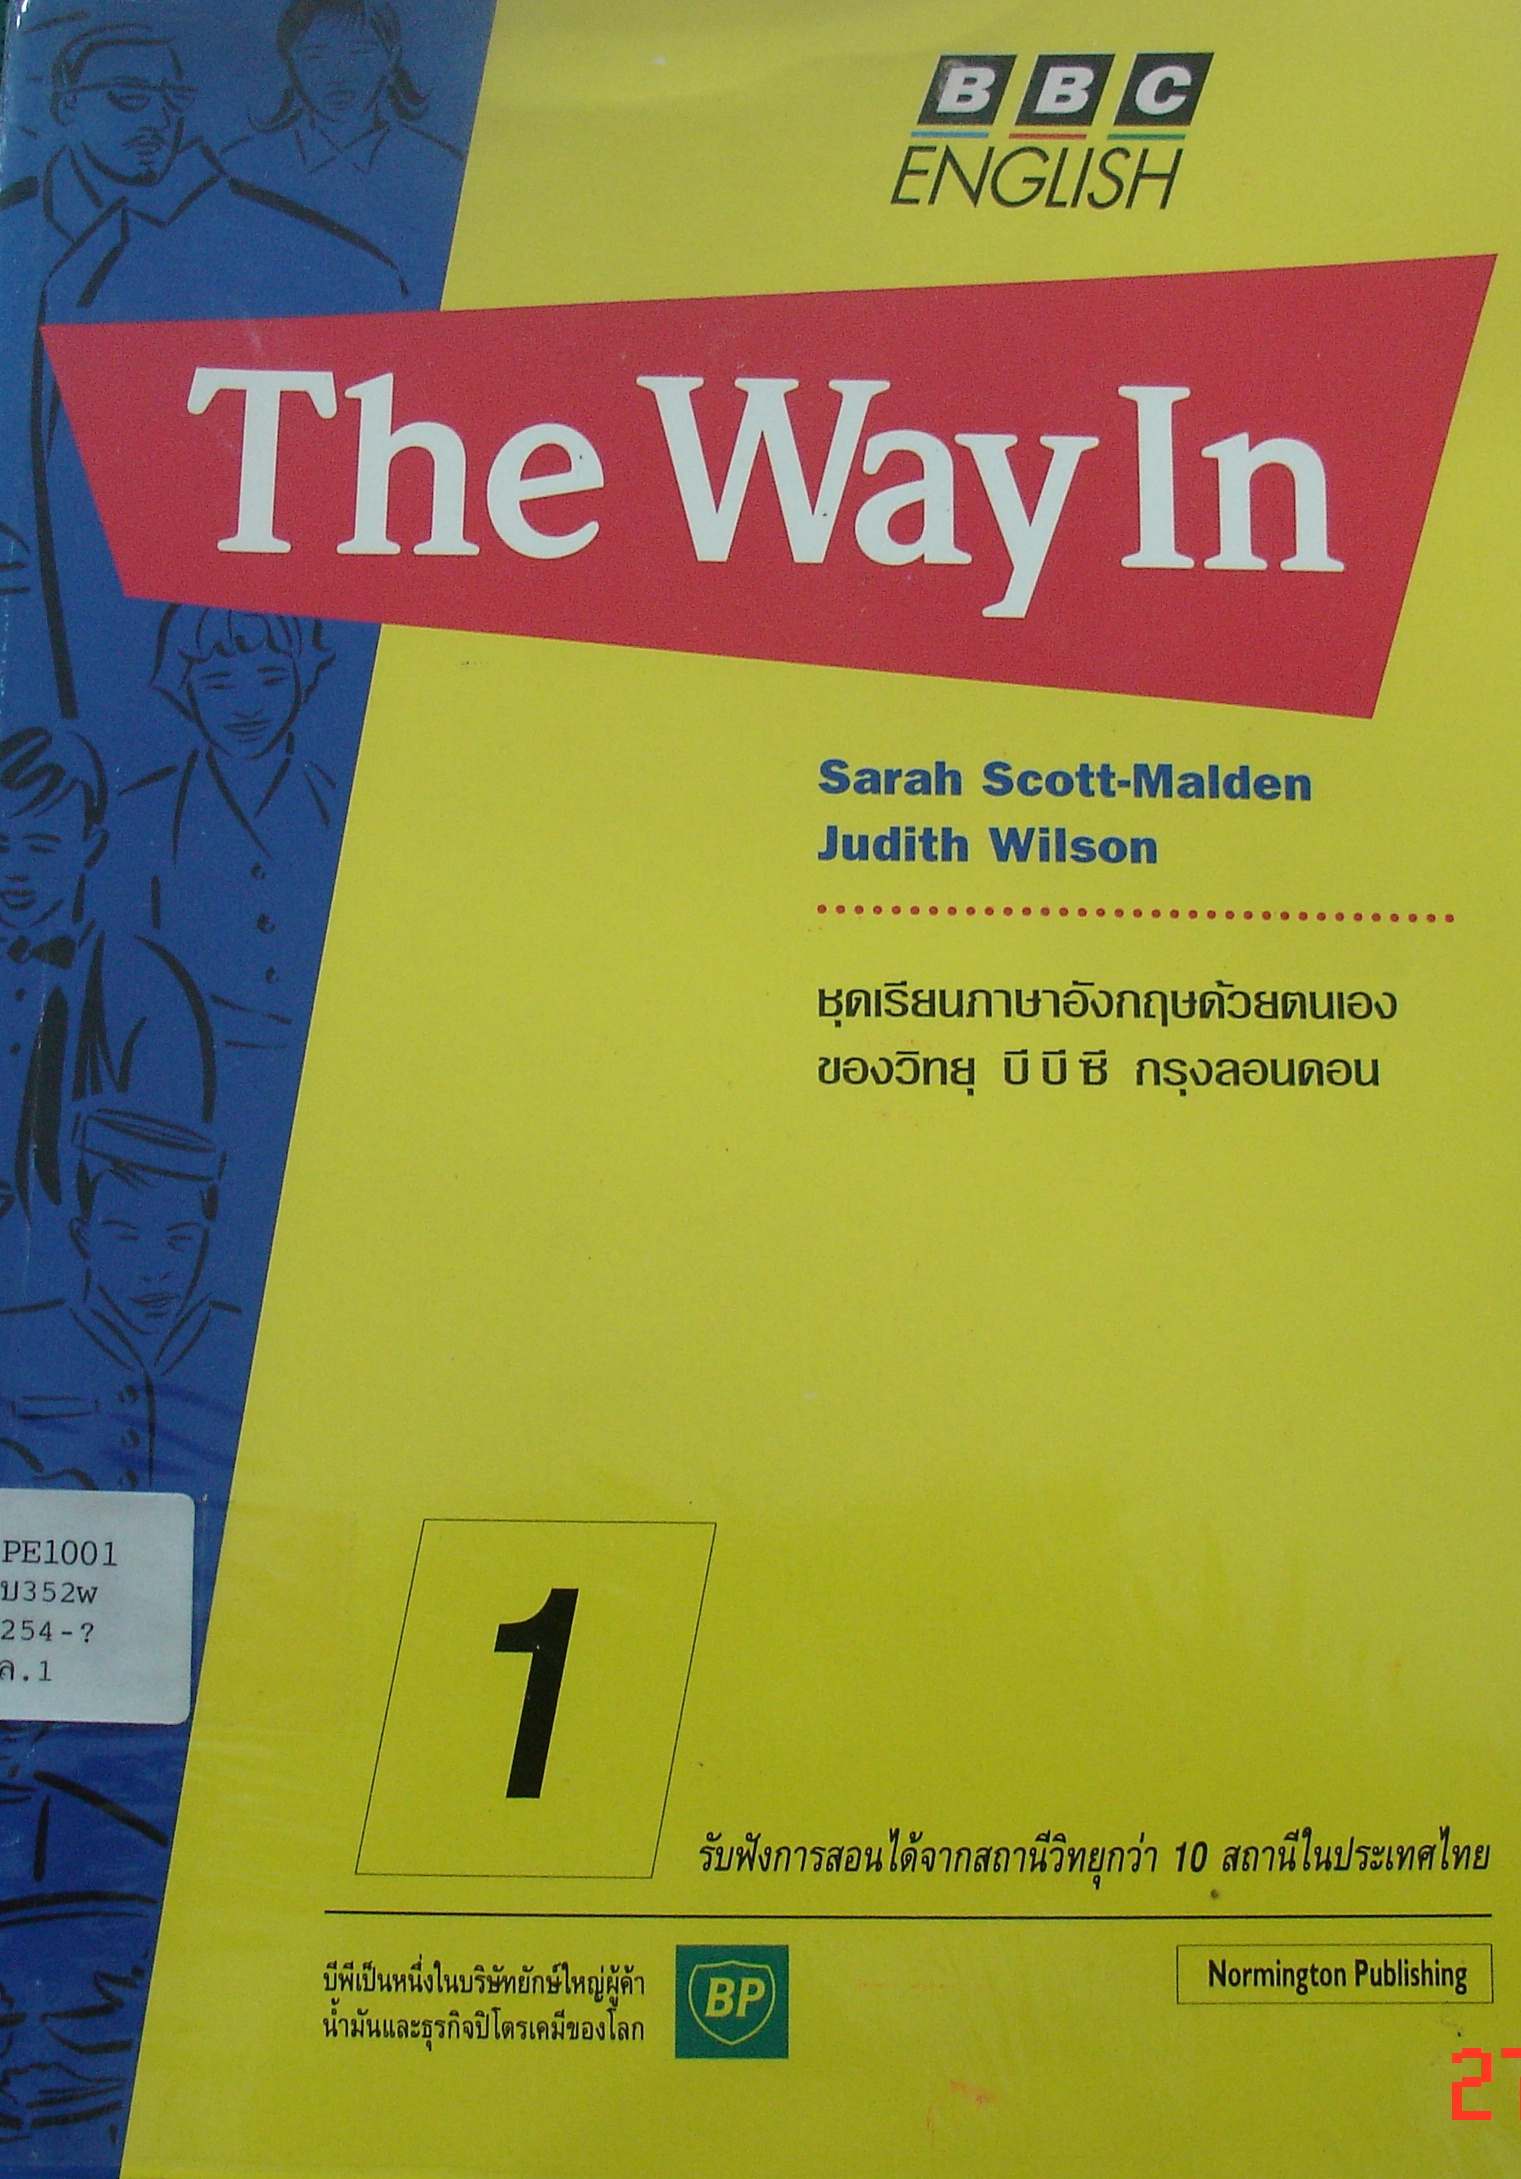 BBC
ENGLISH
The Way In
Sarah Scott-Malden
Judith Wilson
ชุดเรียนภาษาอังกฤษด้วยตนเอง
ของวิทยุ บี บี ซี กรุงลอนดอน
PE1001
บ352พ
254-?
ล.1
1
รับฟังการสอนได้จากสถานีวิทยุกว่า 10 สถานีในประเทศไทย
บีพีเป็นหนึ่งในบริษัทยักษ์ใหญ่ผู้ค้า
น้ำมันและธุรกิจปิโตรเคมีของโลก
BP
Normington Publishing